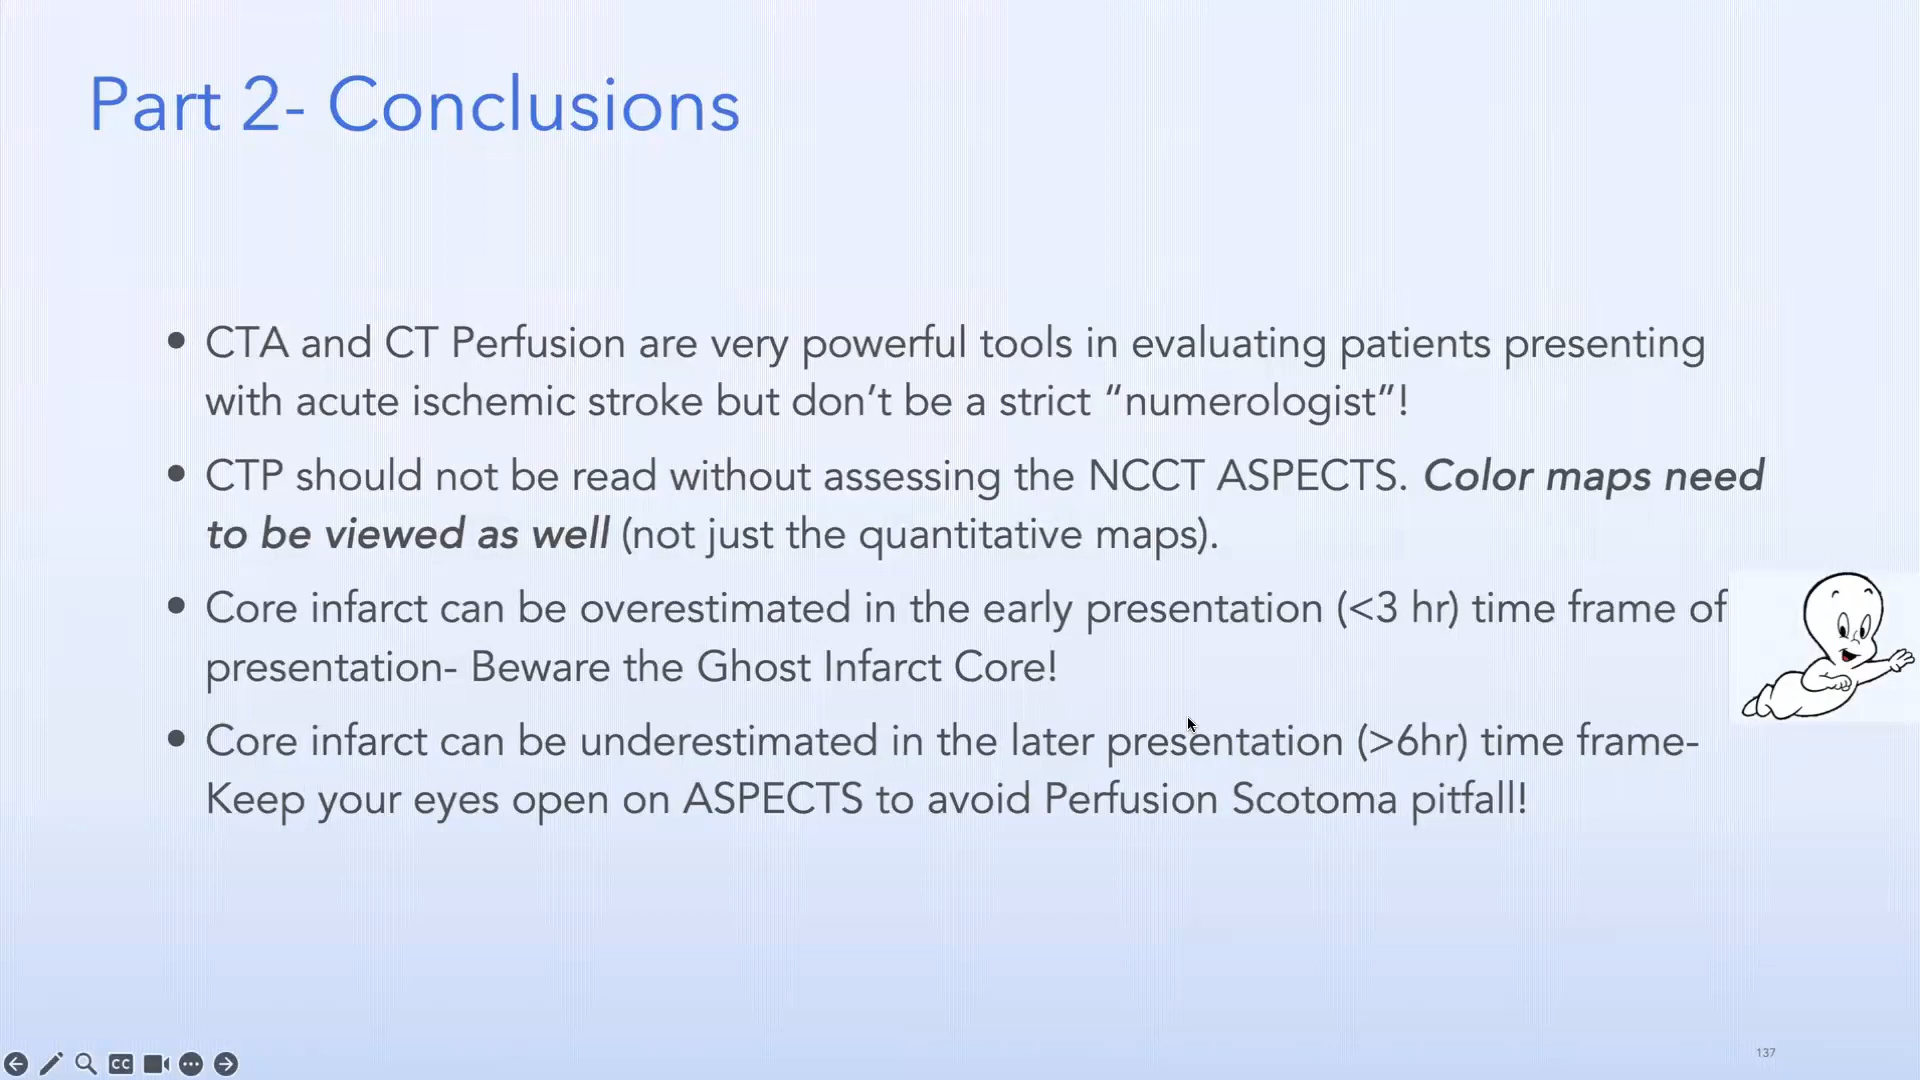 Part 2- Conclusions
• CTA and CT Perfusion are very powerful tools in evaluating patients presenting
with acute ischemic stroke but don’t be a strict “numerologist”!
• CTP should not be read without assessing the NCCT ASPECTS. Color maps need
to be viewed as well (not just the quantitative maps).
• Core infarct can be overestimated in the early presentation (<3 hr) time frame of
presentation- Beware the Ghost Infarct Core!
• Core infarct can be underestimated in the later presentation (>6hr) time frame-
Keep your eyes open on ASPECTS to avoid Perfusion Scotoma pitfall!
CC
137